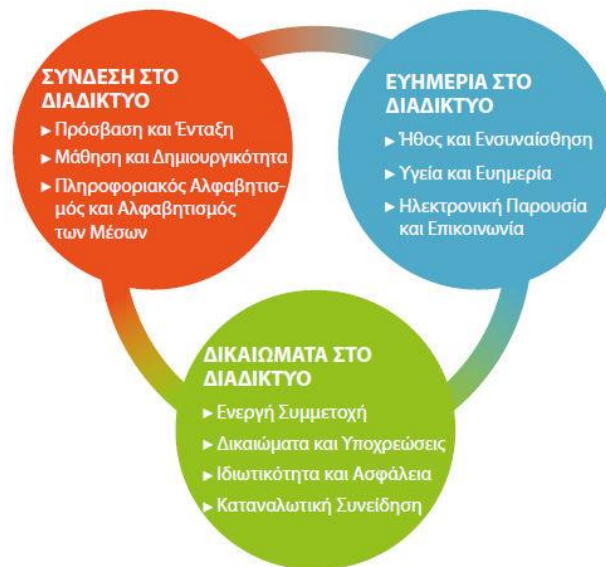 ΣΥΝΔΕΣΗ ΣΤΟ
ΔΙΑΔΙΚΤΥΟ
▸ Πρόσβαση και Ένταξη
▸ Μάθηση και Δημιουργικότητα
▸ Πληροφοριακός Αλφαβητισ-
μός και Αλφαβητισμός
των Μέσων
ΕΥΗΜΕΡΙΑ ΣΤΟ
ΔΙΑΔΙΚΤΥΟ
▸ Ήθος και Ενσυναίσθηση
▸ Υγεία και Ευημερία
▸ Ηλεκτρονική Παρουσία
και Επικοινωνία
ΔΙΚΑΙΩΜΑΤΑ ΣΤΟ
ΔΙΑΔΙΚΤΥΟ
▸ Ενεργή Συμμετοχή
▸ Δικαιώματα και Υποχρεώσεις
▸ Ιδιωτικότητα και Ασφάλεια
▸ Καταναλωτική Συνείδηση